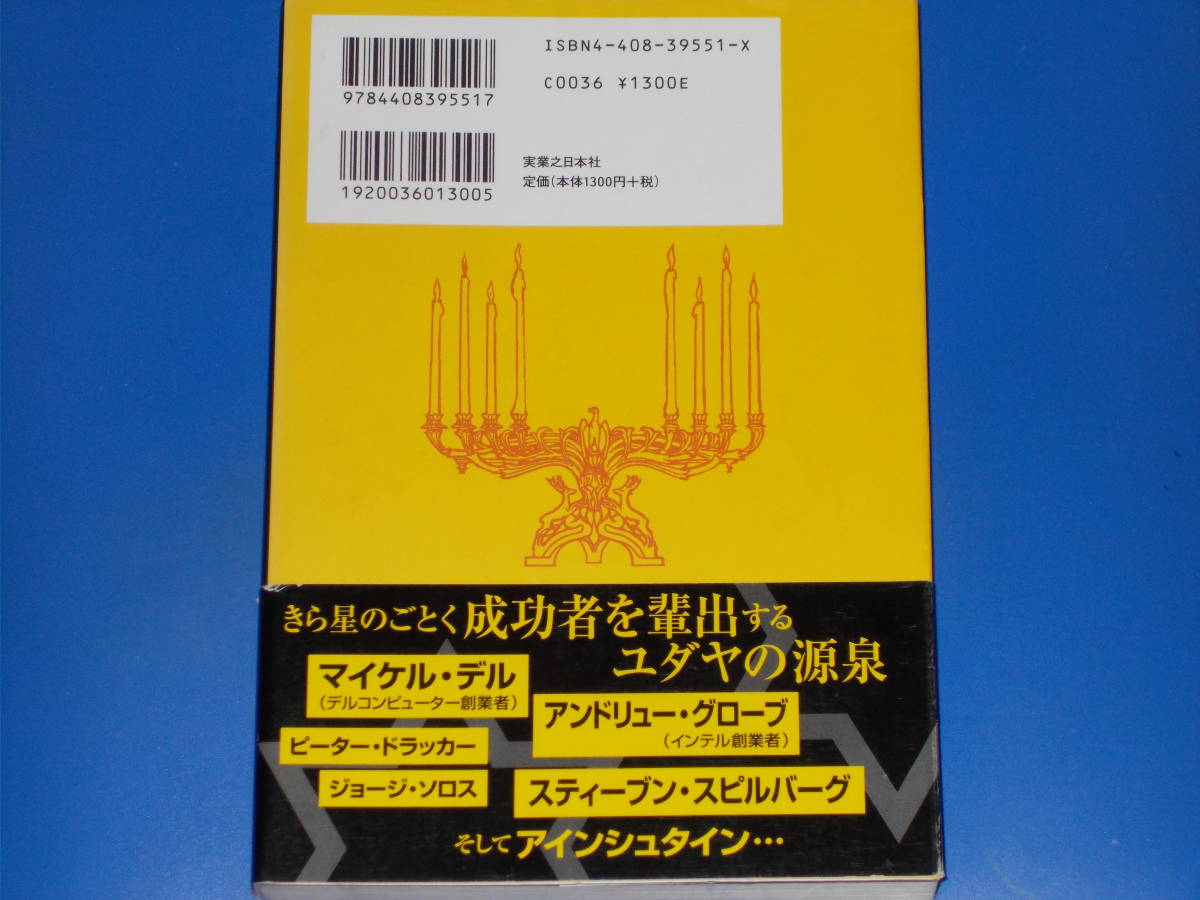 ISBN4-408-39551-X
C0036 ¥1300E
9784408395517
1920036013005
実業之日本社
定価(本体1300円+税)
きら星のごとく成功者を輩出する
ユダヤの源泉
マイケル・デル
(デルコンピューター創業者)
アンドリュー・グローブ
(インテル創業者)
ピーター・ドラッカー
ジョージ・ソロス
スティーブン・スピルバーグ
そしてアインシュタイン…